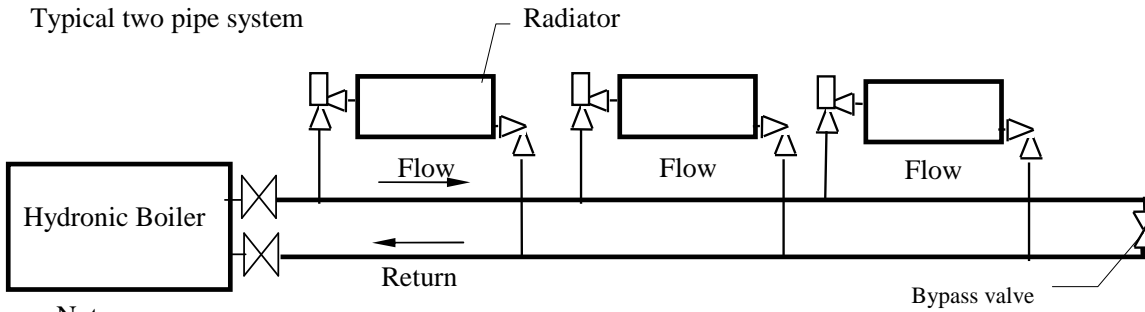 Typical two pipe system
Radiator
Flow
Flow
Flow
Hydronic Boiler
Return
Bypass valve